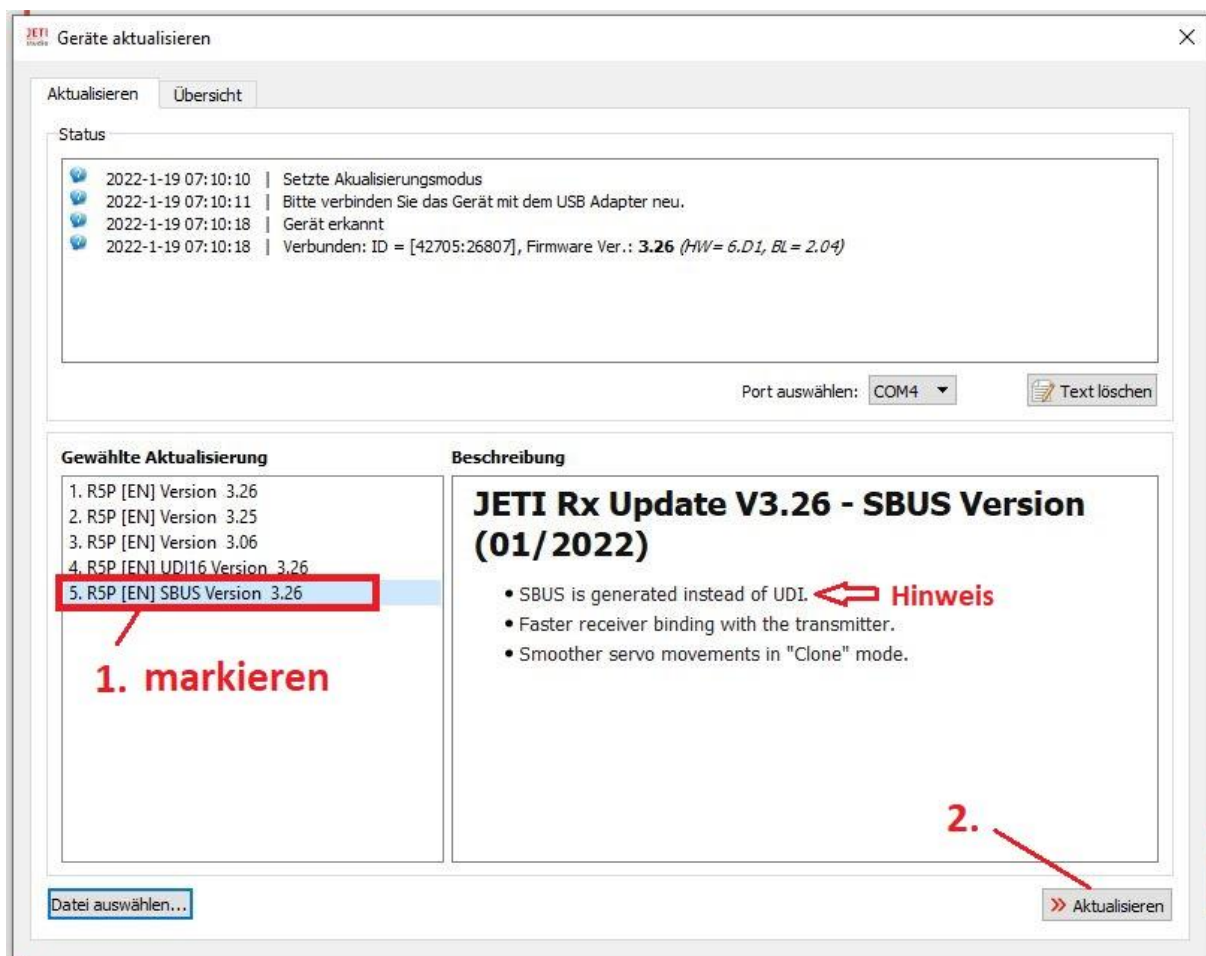 JETI
studio
Geräte aktualisieren
Aktualisieren
Übersicht
Status
2022-1-19 07:10:10 | Setzte Akualisierungsmodus
2022-1-19 07:10:11 | Bitte verbinden Sie das Gerät mit dem USB Adapter neu.
2022-1-19 07:10:18 | Gerät erkannt
2022-1-19 07:10:18 | Verbunden: ID = [42705:26807], Firmware Ver.: 3.26 (HW= 6.D1, BL= 2.04)
Port auswählen: COM4
Text löschen
Gewählte Aktualisierung
1. R5P [EN] Version 3.26
2. R5P [EN] Version 3.25
3. R5P [EN] Version 3.06
4. R5P [EN] UDI16 Version 3.26
5. R5P [EN] SBUS Version 3.26
1. markieren
Beschreibung
JETI Rx Update V3.26 - SBUS Version
(01/2022)
• SBUS is generated instead of UDI. Hinweis
• Faster receiver binding with the transmitter.
• Smoother servo movements in "Clone" mode.
2.
Datei auswählen...
Aktualisieren